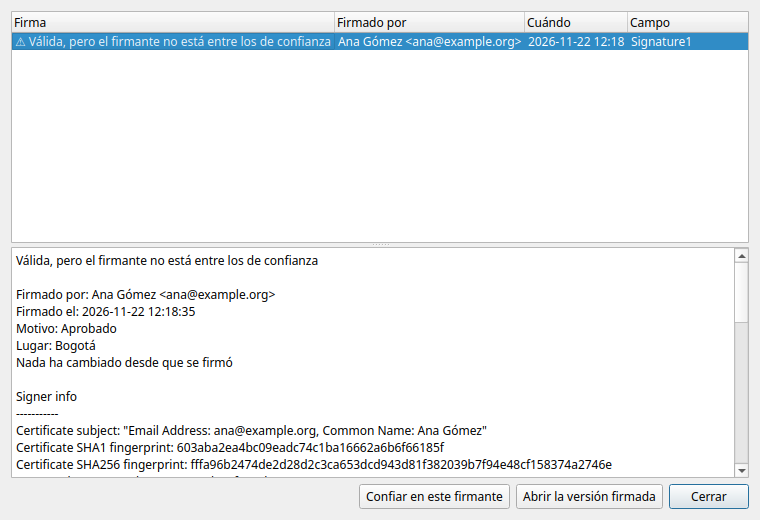 Firma Firmado por Cuándo Campo
⚠ Válida, pero el firmante no está entre los de confianza Ana Gómez <ana@example.org> 2026-11-22 12:18 Signature1
Válida, pero el firmante no está entre los de confianza
Firmado por: Ana Gómez <ana@example.org>
Firmado el: 2026-11-22 12:18:35
Motivo: Aprobado
Lugar: Bogotá
Nada ha cambiado desde que se firmó
Signer info
-----------
Certificate subject: "Email Address: ana@example.org, Common Name: Ana Gómez"
Certificate SHA1 fingerprint: 603aba2ea4bc09eadc74c1ba16662a6b6f66185f
Certificate SHA256 fingerprint: fffa96b2474de2d28d2c3ca653dcd943d81f382039b7f94e48cf158374a2746e
Confiar en este firmante Abrir la versión firmada Cerrar